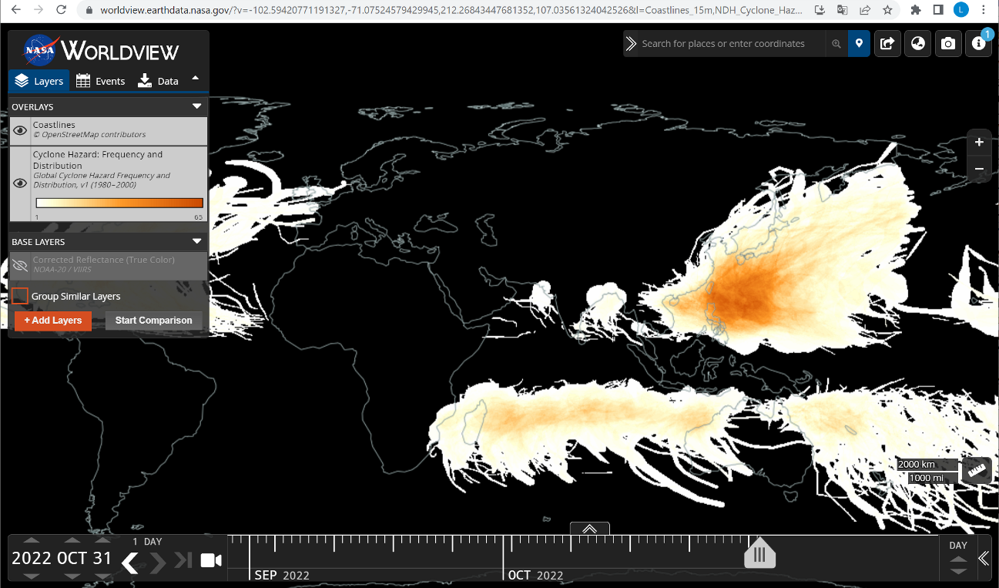 worldview.earthdata.nasa.gov/?v=-102.59420771191327,-71.07524579429945,212.26843447681352,107.03561324042526&l=Coastlines_15m,NDH_Cyclone_Haz...
L
NASA WORLDVIEW
Search for places or enter coordinates
1
Layers Events Data
OVERLAYS
Coastlines
© OpenStreetMap contributors
Cyclone Hazard: Frequency and
Distribution
Global Cyclone Hazard Frequency and
Distribution, v1 (1980−2000)
1 65
BASE LAYERS
Corrected Reflectance (True Color)
NOAA-20 / VIIRS
Group Similar Layers
+ Add Layers Start Comparison
+
−
2000 km
1000 mi
1 DAY
2022 OCT 31
SEP 2022
OCT 2022
DAY